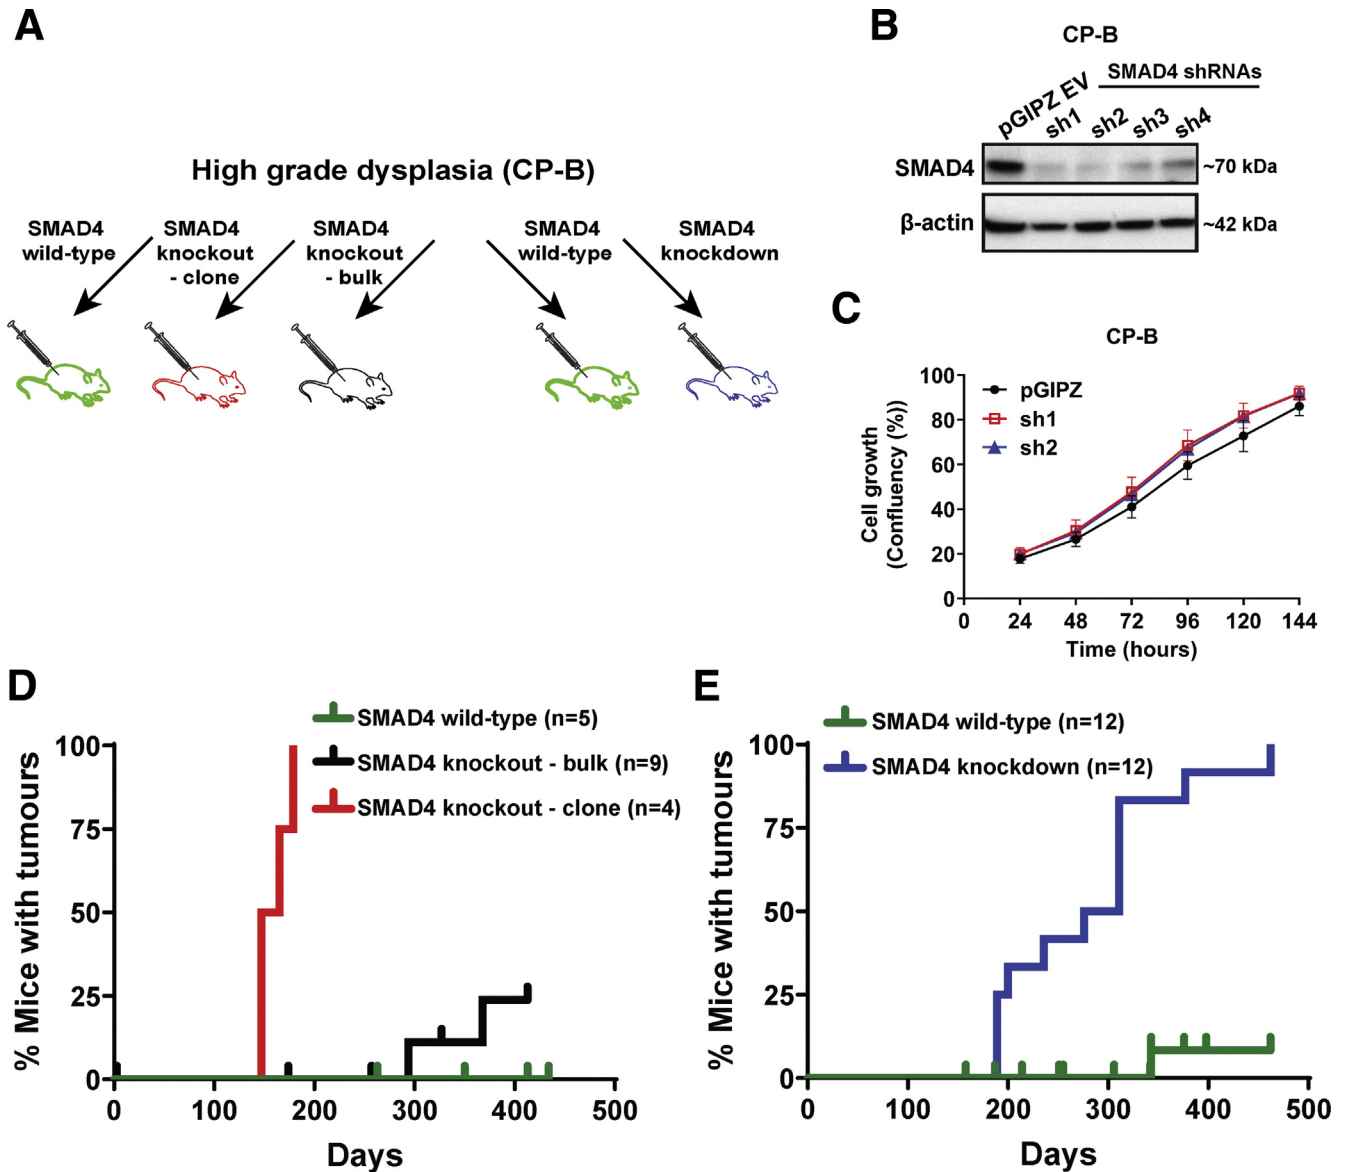 A
High grade dysplasia (CP-B)
SMAD4
wild-type
SMAD4
knockout
- clone
SMAD4
knockout
- bulk
SMAD4
wild-type
SMAD4
knockdown
B
CP-B
SMAD4 shRNAs
pGIPZ EV
sh1
sh2
sh3
sh4
SMAD4
~70 kDa
β-actin
~42 kDa
C
CP-B
pGIPZ
sh1
sh2
Cell growth
(Confluency (%))
100
80
60
40
20
0
0 24 48 72 96 120 144
Time (hours)
D
SMAD4 wild-type (n=5)
SMAD4 knockout - bulk (n=9)
SMAD4 knockout - clone (n=4)
% Mice with tumours
100
75
50
25
0
0 100 200 300 400 500
Days
E
SMAD4 wild-type (n=12)
SMAD4 knockdown (n=12)
% Mice with tumours
100
75
50
25
0
0 100 200 300 400 500
Days